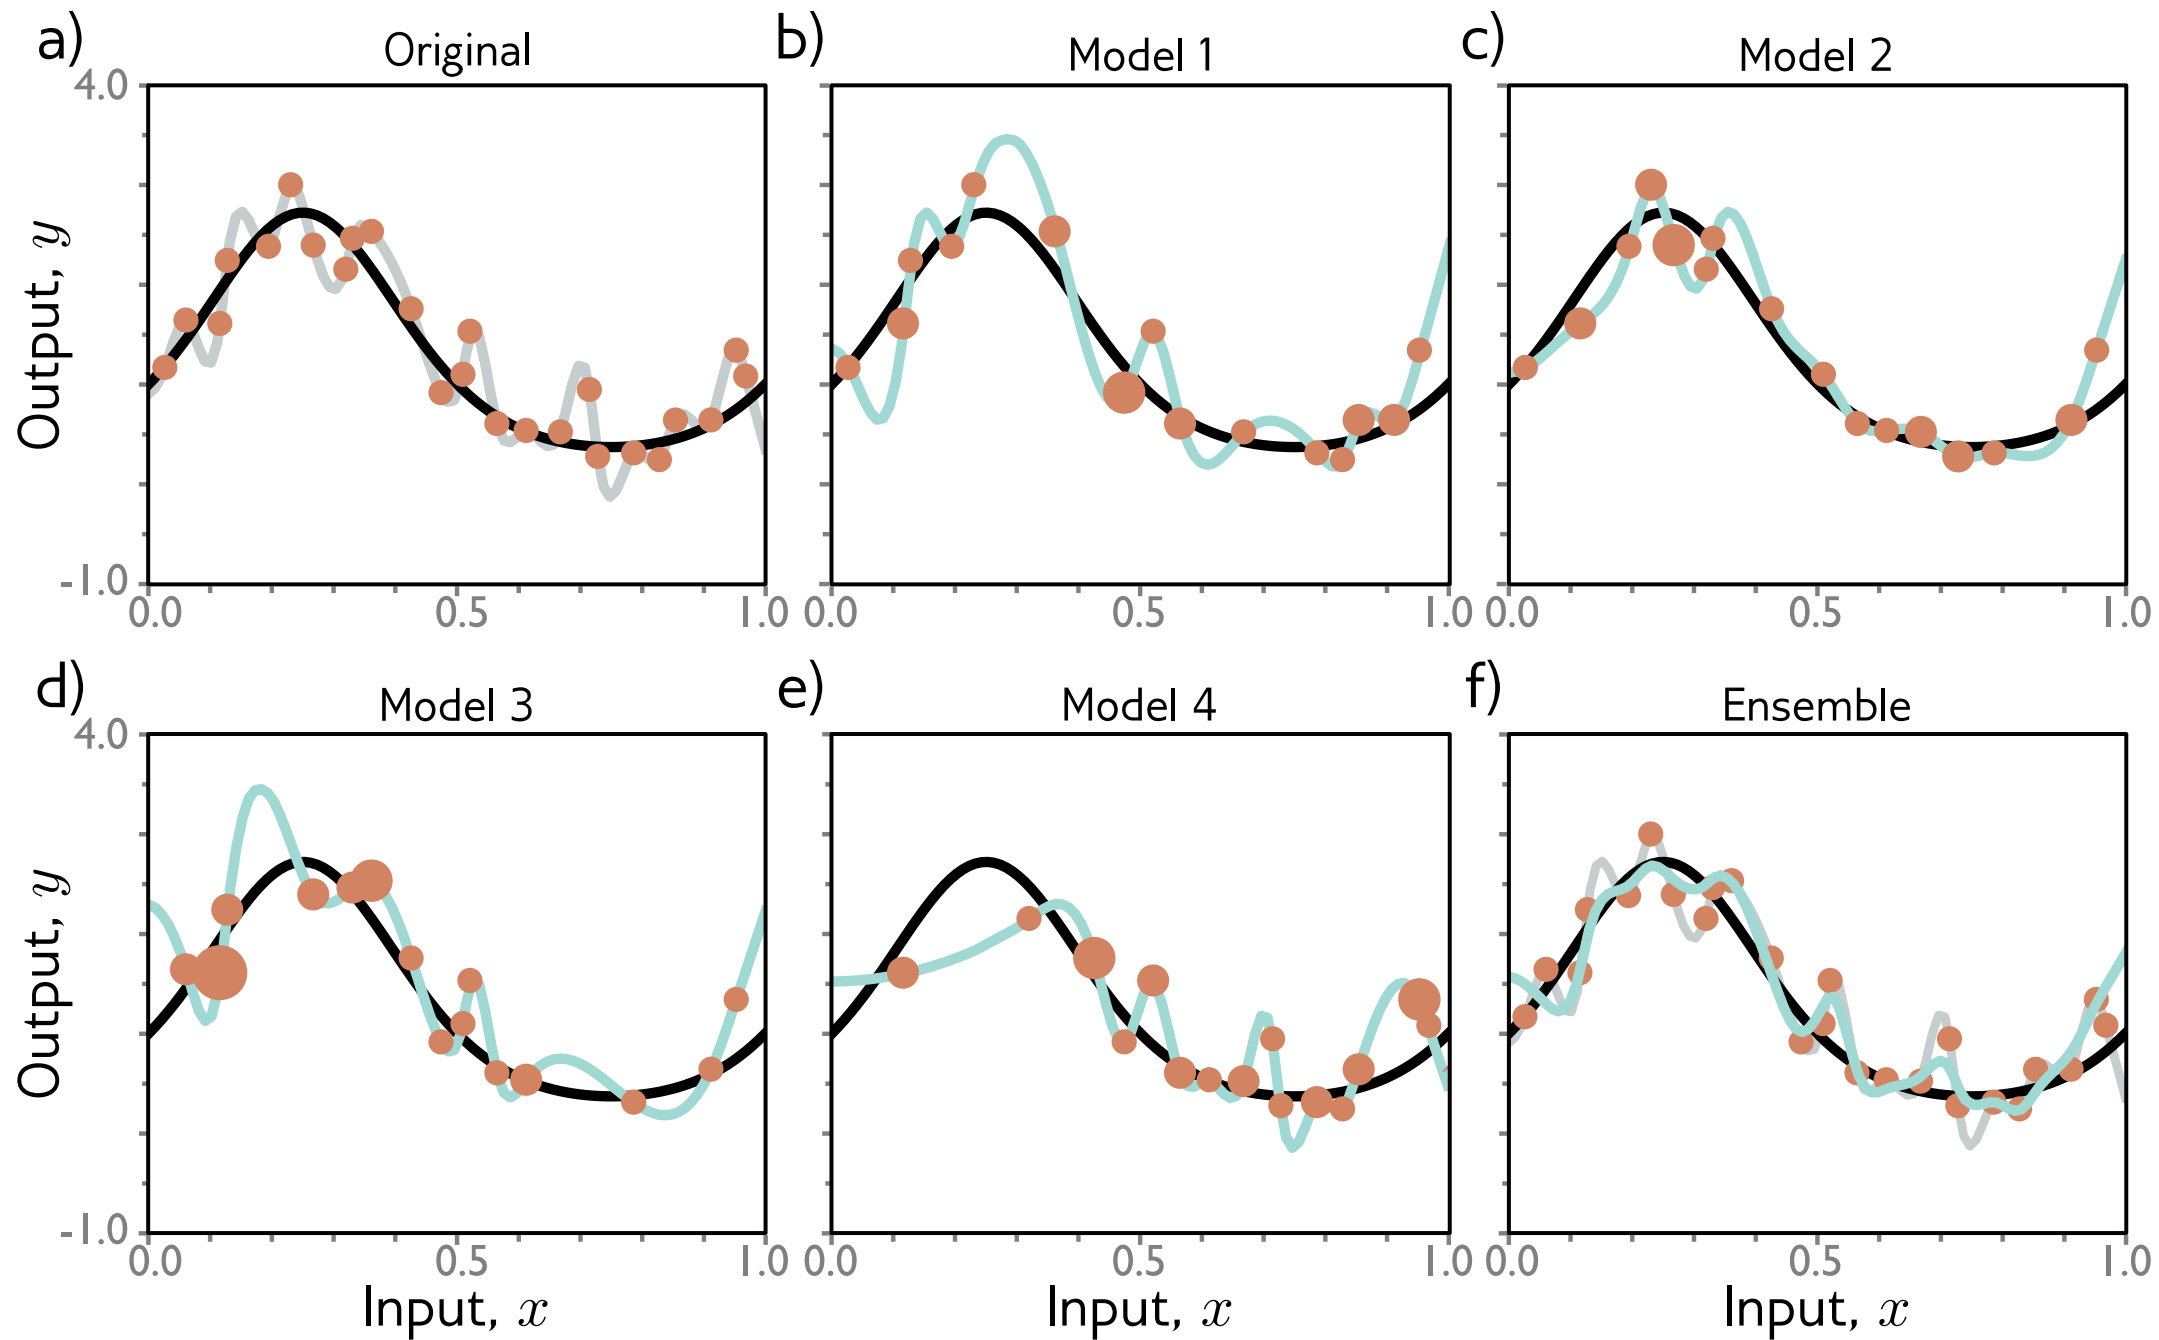 a) Original
b) Model 1
c) Model 2
4.0
Output, y
-1.0
0.0 0.5 1.0
0.0 0.5 1.0
0.0 0.5 1.0
d) Model 3
e) Model 4
f) Ensemble
4.0
Output, y
-1.0
0.0 0.5 1.0
0.0 0.5 1.0
0.0 0.5 1.0
Input, x
Input, x
Input, x